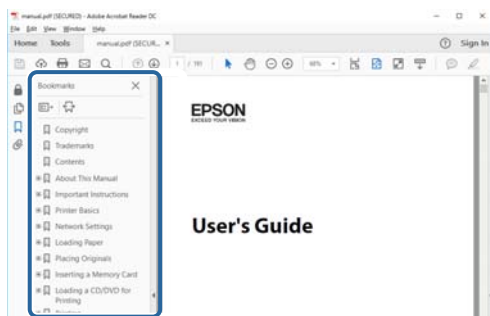 manual.pdf (SECURED) - Adobe Acrobat Reader DC
File Edit View Window Help
Home Tools manual.pdf (SECUR... × Sign In
1 / 191
Bookmarks ×
Copyright
Trademarks
Contents
About This Manual
Important Instructions
Printer Basics
Network Settings
Loading Paper
Placing Originals
Inserting a Memory Card
Loading a CD/DVD for
Printing
EPSON
EXCEED YOUR VISION
User's Guide